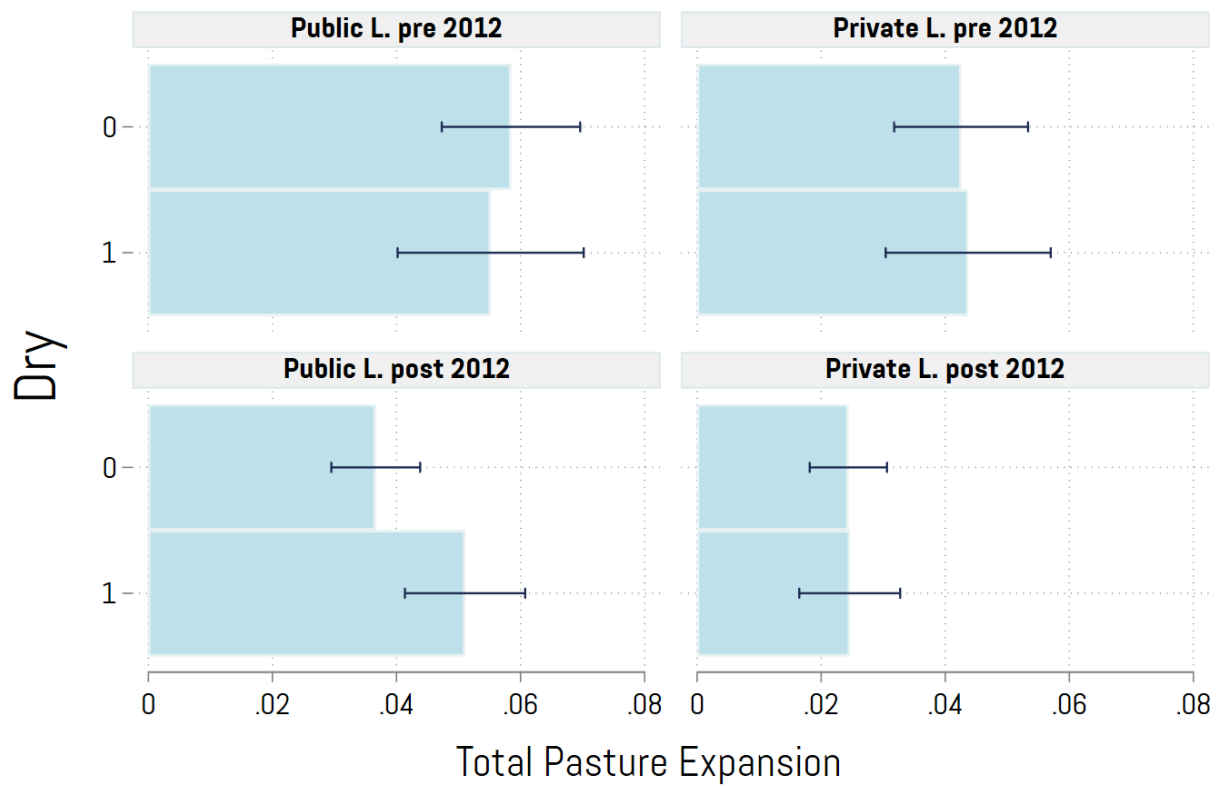 Public L. pre 2012
Private L. pre 2012
0
1
Dry
Public L. post 2012
Private L. post 2012
0
1
0 .02 .04 .06 .08
0 .02 .04 .06 .08
Total Pasture Expansion